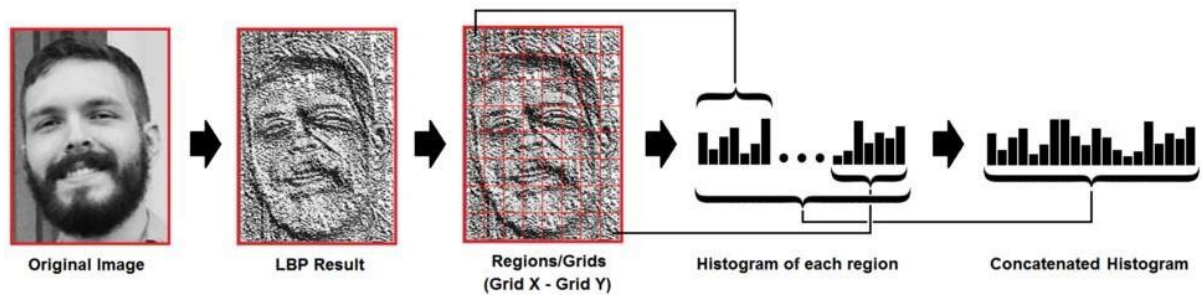 Original Image
LBP Result
Regions/Grids
(Grid X - Grid Y)
Histogram of each region
Concatenated Histogram